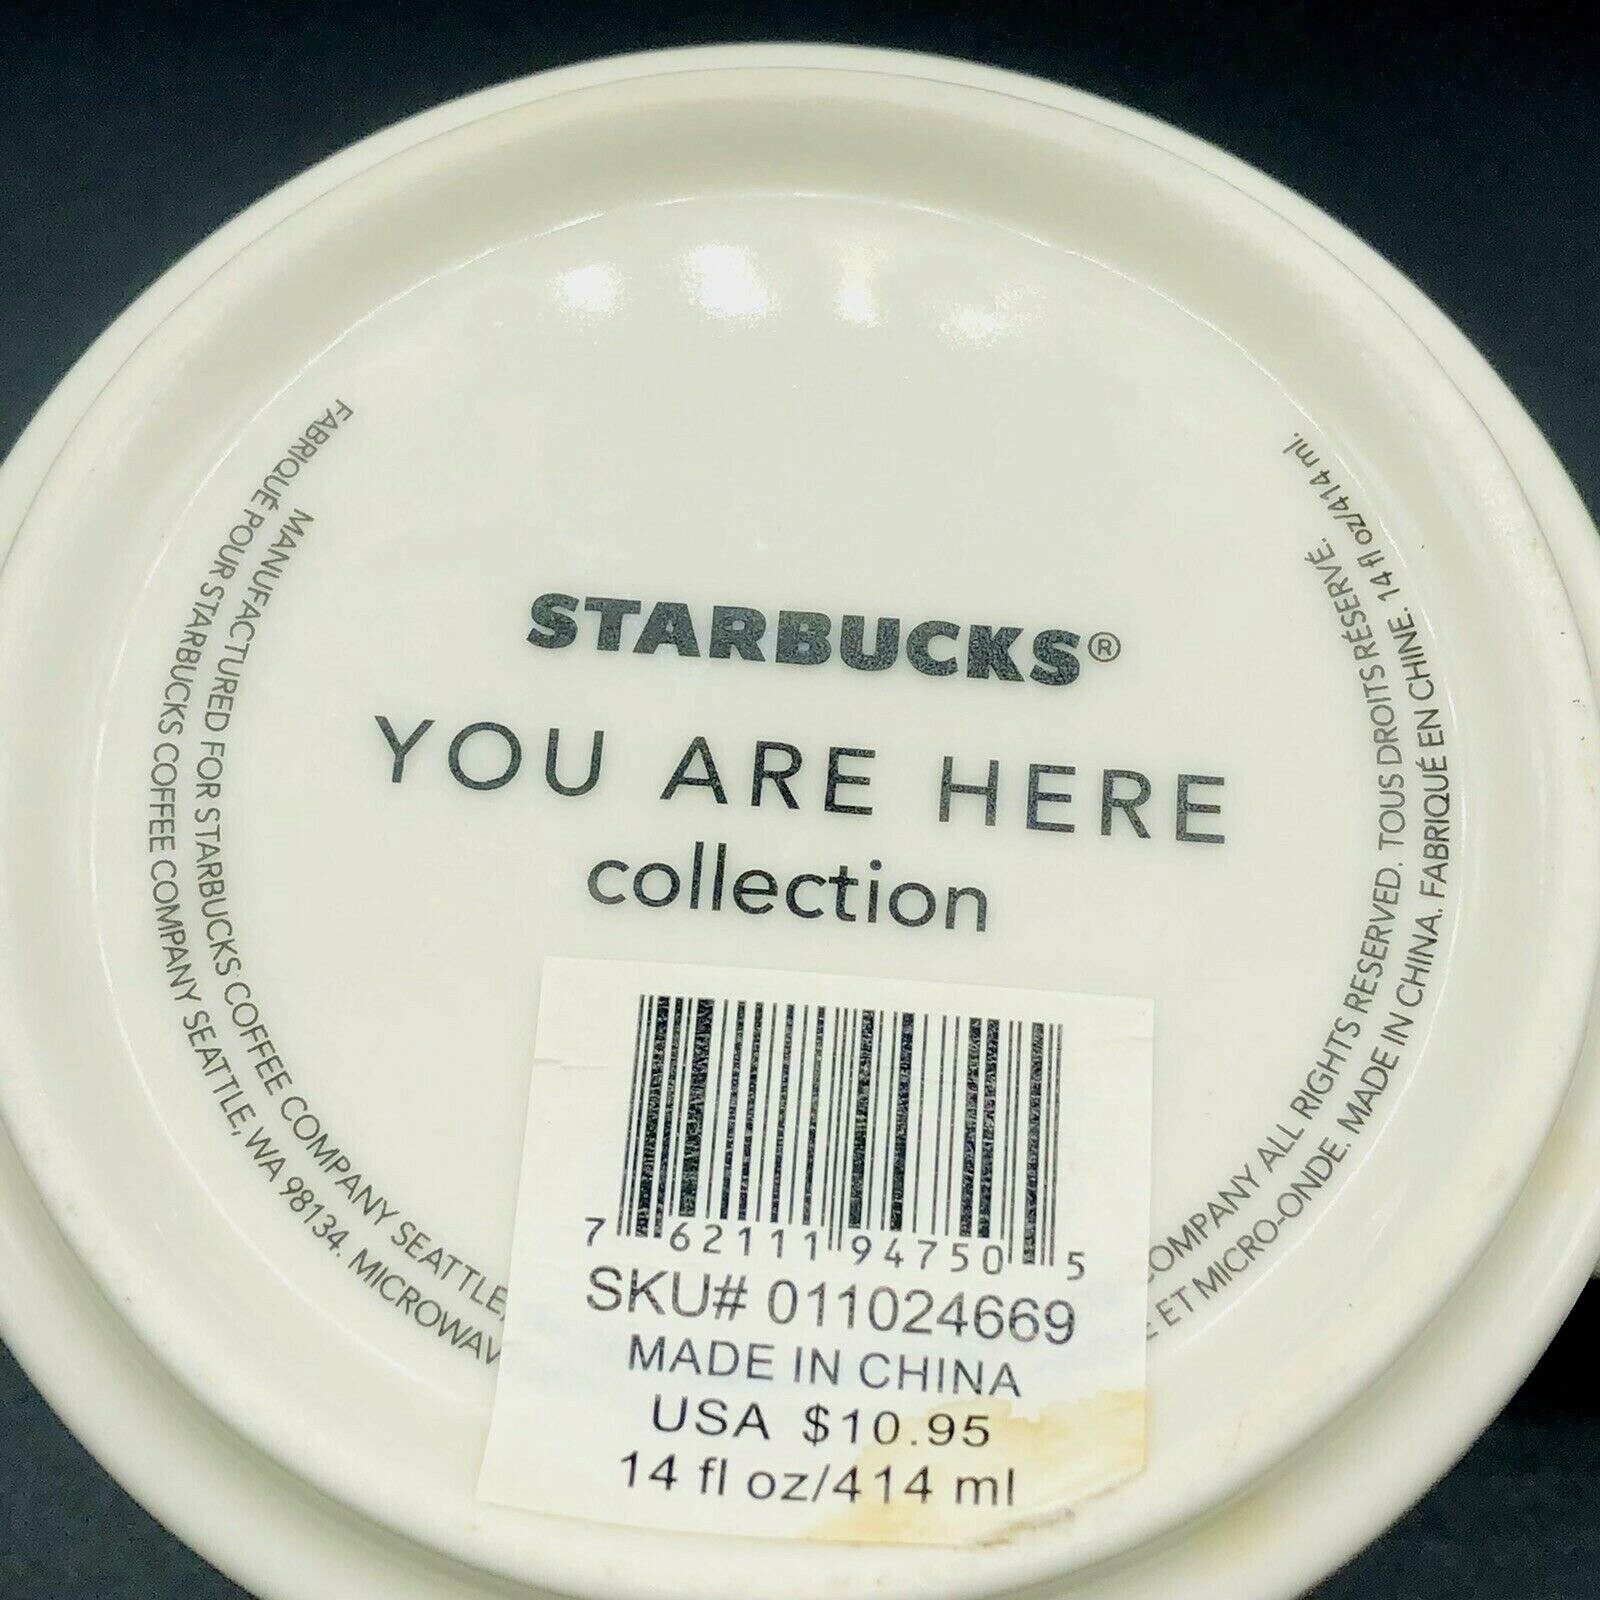 STARBUCKS®
YOU ARE HERE
collection
MANUFACTURED FOR STARBUCKS COFFEE COMPANY SEATTLE,
COMPANY ALL RIGHTS RESERVED. TOUS DROITS RÉSERVÉ.
FABRIQUÉ POUR STARBUCKS COFFEE COMPANY SEATTLE, WA 98134. MICROWAV
ET MICRO-ONDE. MADE IN CHINA. FABRIQUÉ EN CHINE. 14 fl oz/414 ml.
7 62111 94750 5
SKU# 011024669
MADE IN CHINA
USA $10.95
14 fl oz/414 ml